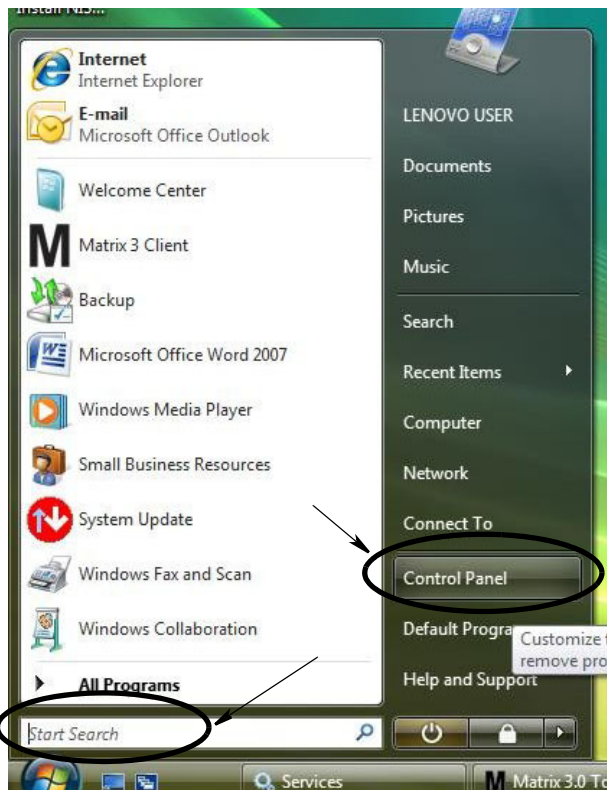 Internet
Internet Explorer
E-mail
Microsoft Office Outlook
Welcome Center
M Matrix 3 Client
Backup
Microsoft Office Word 2007
Windows Media Player
Small Business Resources
System Update
Windows Fax and Scan
Windows Collaboration
All Programs
Start Search
LENOVO USER
Documents
Pictures
Music
Search
Recent Items
Computer
Network
Connect To
Control Panel
Default Progra
Customize t
remove pro
Help and Support
Services
M Matrix 3.0 To